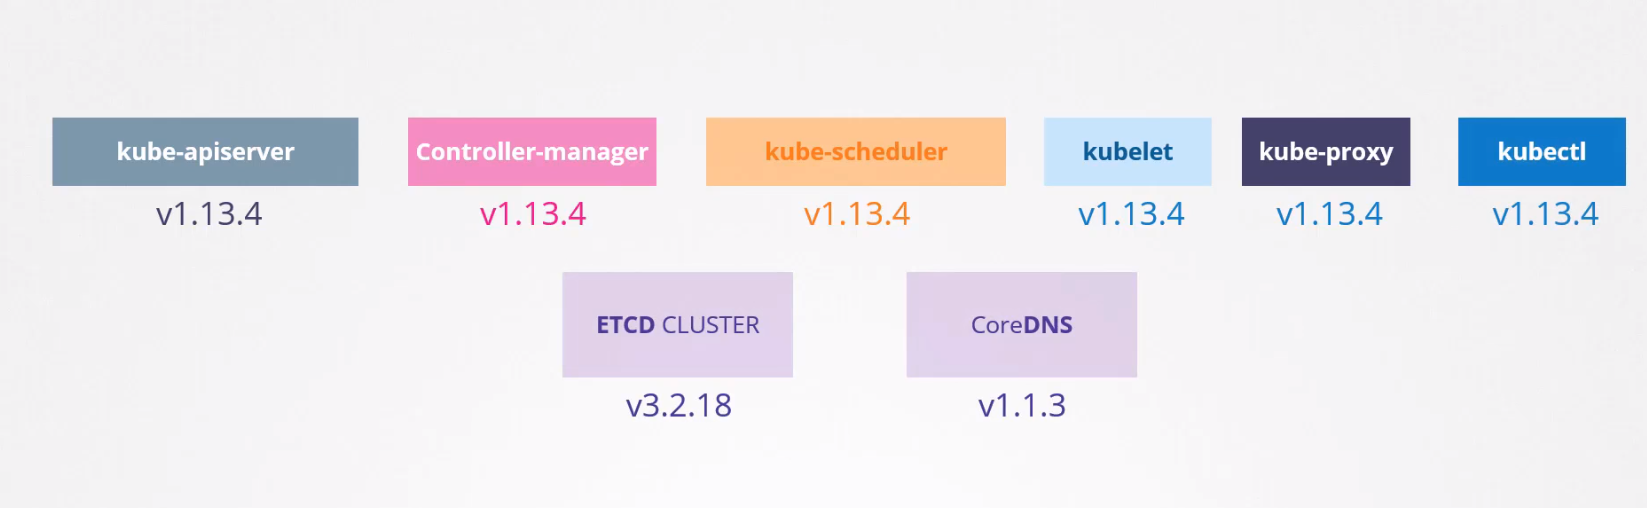 kube-apiserver Controller-manager kube-scheduler kubelet kube-proxy kubectl
v1.13.4 v1.13.4 v1.13.4 v1.13.4 v1.13.4 v1.13.4
ETCD CLUSTER CoreDNS
v3.2.18 v1.1.3